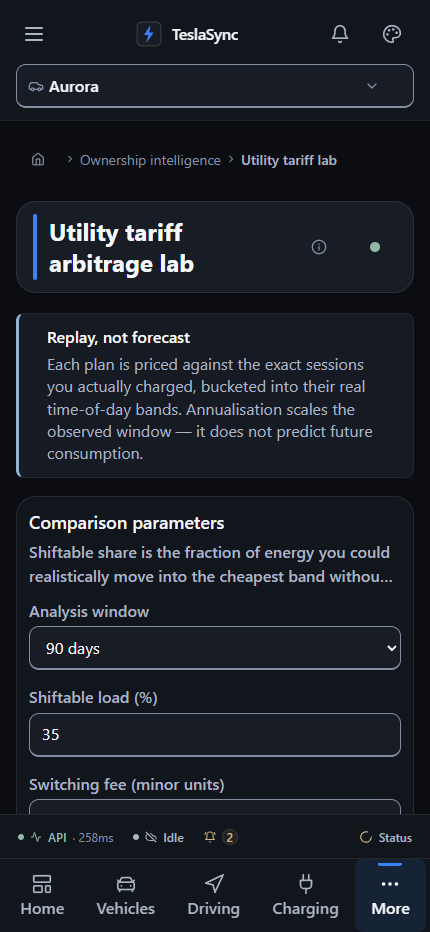 TeslaSync
Aurora
Ownership intelligence
Utility tariff lab
Utility tariff
arbitrage lab
Replay, not forecast
Each plan is priced against the exact sessions
you actually charged, bucketed into their real
time-of-day bands. Annualisation scales the
observed window — it does not predict future
consumption.
Comparison parameters
Shiftable share is the fraction of energy you could
realistically move into the cheapest band withou...
Analysis window
90 days
Shiftable load (%)
35
Switching fee (minor units)
API · 258ms
Idle
2
Status
Home
Vehicles
Driving
Charging
More